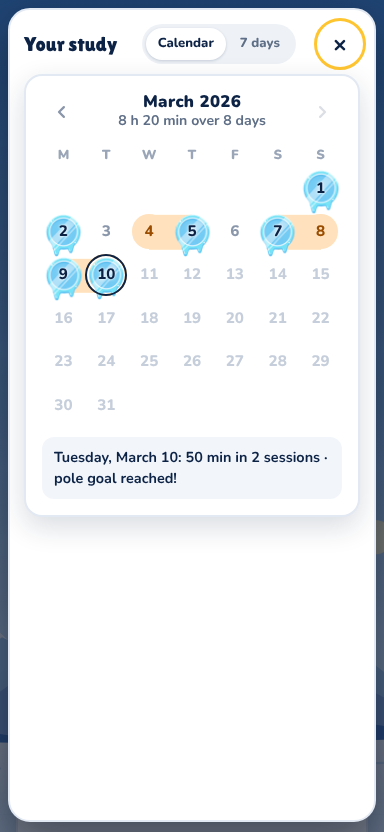 Your study
Calendar
7 days
March 2026
8 h 20 min over 8 days
M T W T F S S
1
2 3 4 5 6 7 8
9 10 11 12 13 14 15
16 17 18 19 20 21 22
23 24 25 26 27 28 29
30 31
Tuesday, March 10: 50 min in 2 sessions ·
pole goal reached!